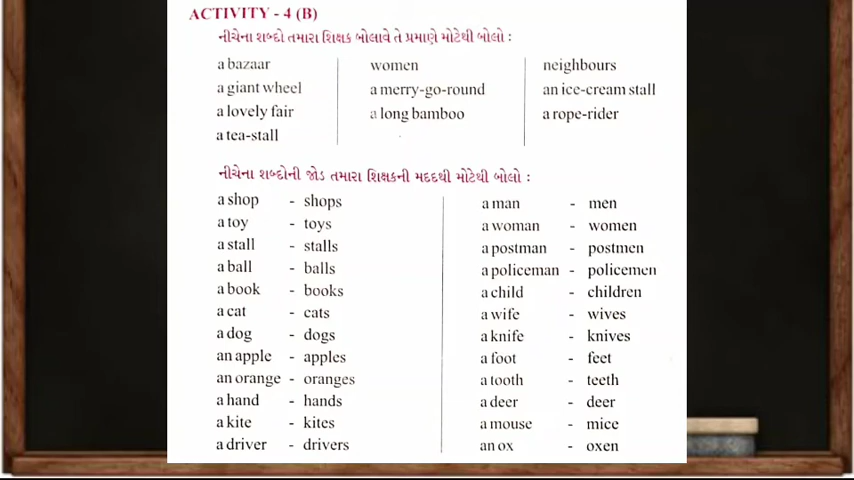 ACTIVITY - 4 (B)
નીચેના શબ્દો તમારા શિક્ષક બોલાવે તે પ્રમાણે મોટેથી બોલો :
a bazaar women neighbours
a giant wheel a merry-go-round an ice-cream stall
a lovely fair a long bamboo a rope-rider
a tea-stall
નીચેના શબ્દોની જોડ તમારા શિક્ષકની મદદથી મોટેથી બોલો :
a shop - shops a man - men
a toy - toys a woman - women
a stall - stalls a postman - postmen
a ball - balls a policeman - policemen
a book - books a child - children
a cat - cats a wife - wives
a dog - dogs a knife - knives
an apple - apples a foot - feet
an orange - oranges a tooth - teeth
a hand - hands a deer - deer
a kite - kites a mouse - mice
a driver - drivers an ox - oxen